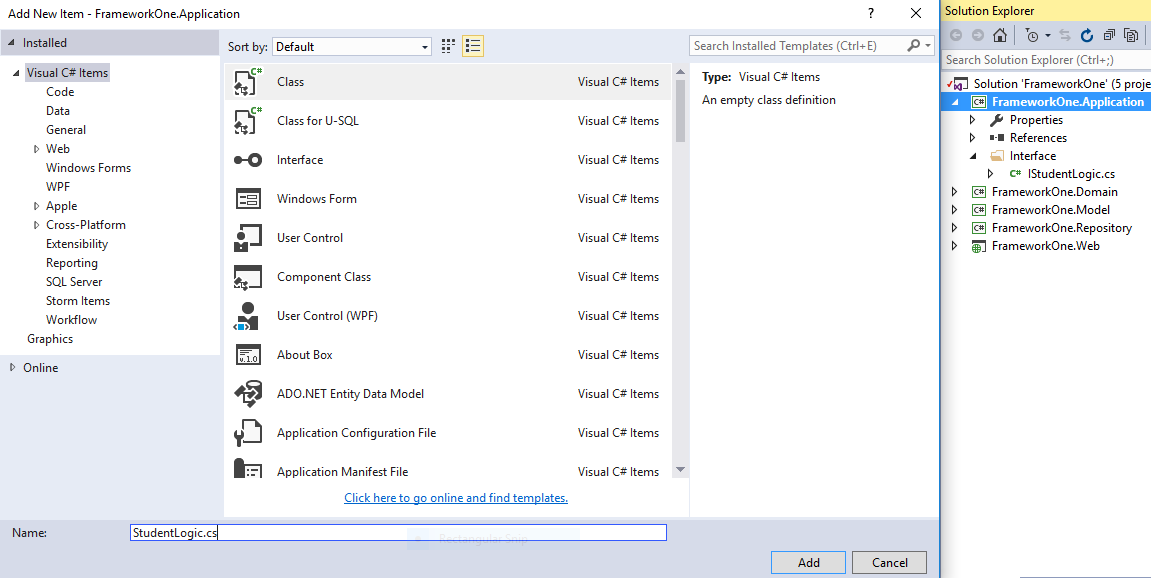 Add New Item - FrameworkOne.Application
?
Installed
Sort by: Default
Search Installed Templates (Ctrl+E)
Visual C# Items
Code
Data
General
Web
Windows Forms
WPF
Apple
Cross-Platform
Extensibility
Reporting
SQL Server
Storm Items
Workflow
Graphics
Online
C# Class Visual C# Items
C# Class for U-SQL Visual C# Items
Interface Visual C# Items
Windows Form Visual C# Items
User Control Visual C# Items
Component Class Visual C# Items
User Control (WPF) Visual C# Items
v.1.0 About Box Visual C# Items
ADO.NET Entity Data Model Visual C# Items
Application Configuration File Visual C# Items
Application Manifest File Visual C# Items
Click here to go online and find templates.
Type: Visual C# Items
An empty class definition
Name: StudentLogic.cs
Rectangular Snip
Add Cancel
Solution Explorer
Search Solution Explorer (Ctrl+;)
Solution 'FrameworkOne' (5 proje
C# FrameworkOne.Application
Properties
References
Interface
C# IStudentLogic.cs
C# FrameworkOne.Domain
C# FrameworkOne.Model
C# FrameworkOne.Repository
FrameworkOne.Web